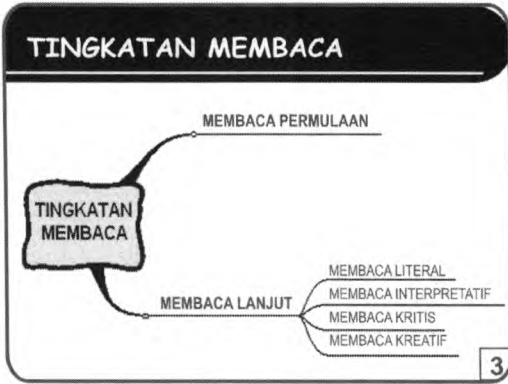 TINGKATAN MEMBACA
MEMBACA PERMULAAN
TINGKATAN
MEMBACA
MEMBACA LANJUT
MEMBACA LITERAL
MEMBACA INTERPRETATIF
MEMBACA KRITIS
MEMBACA KREATIF
3